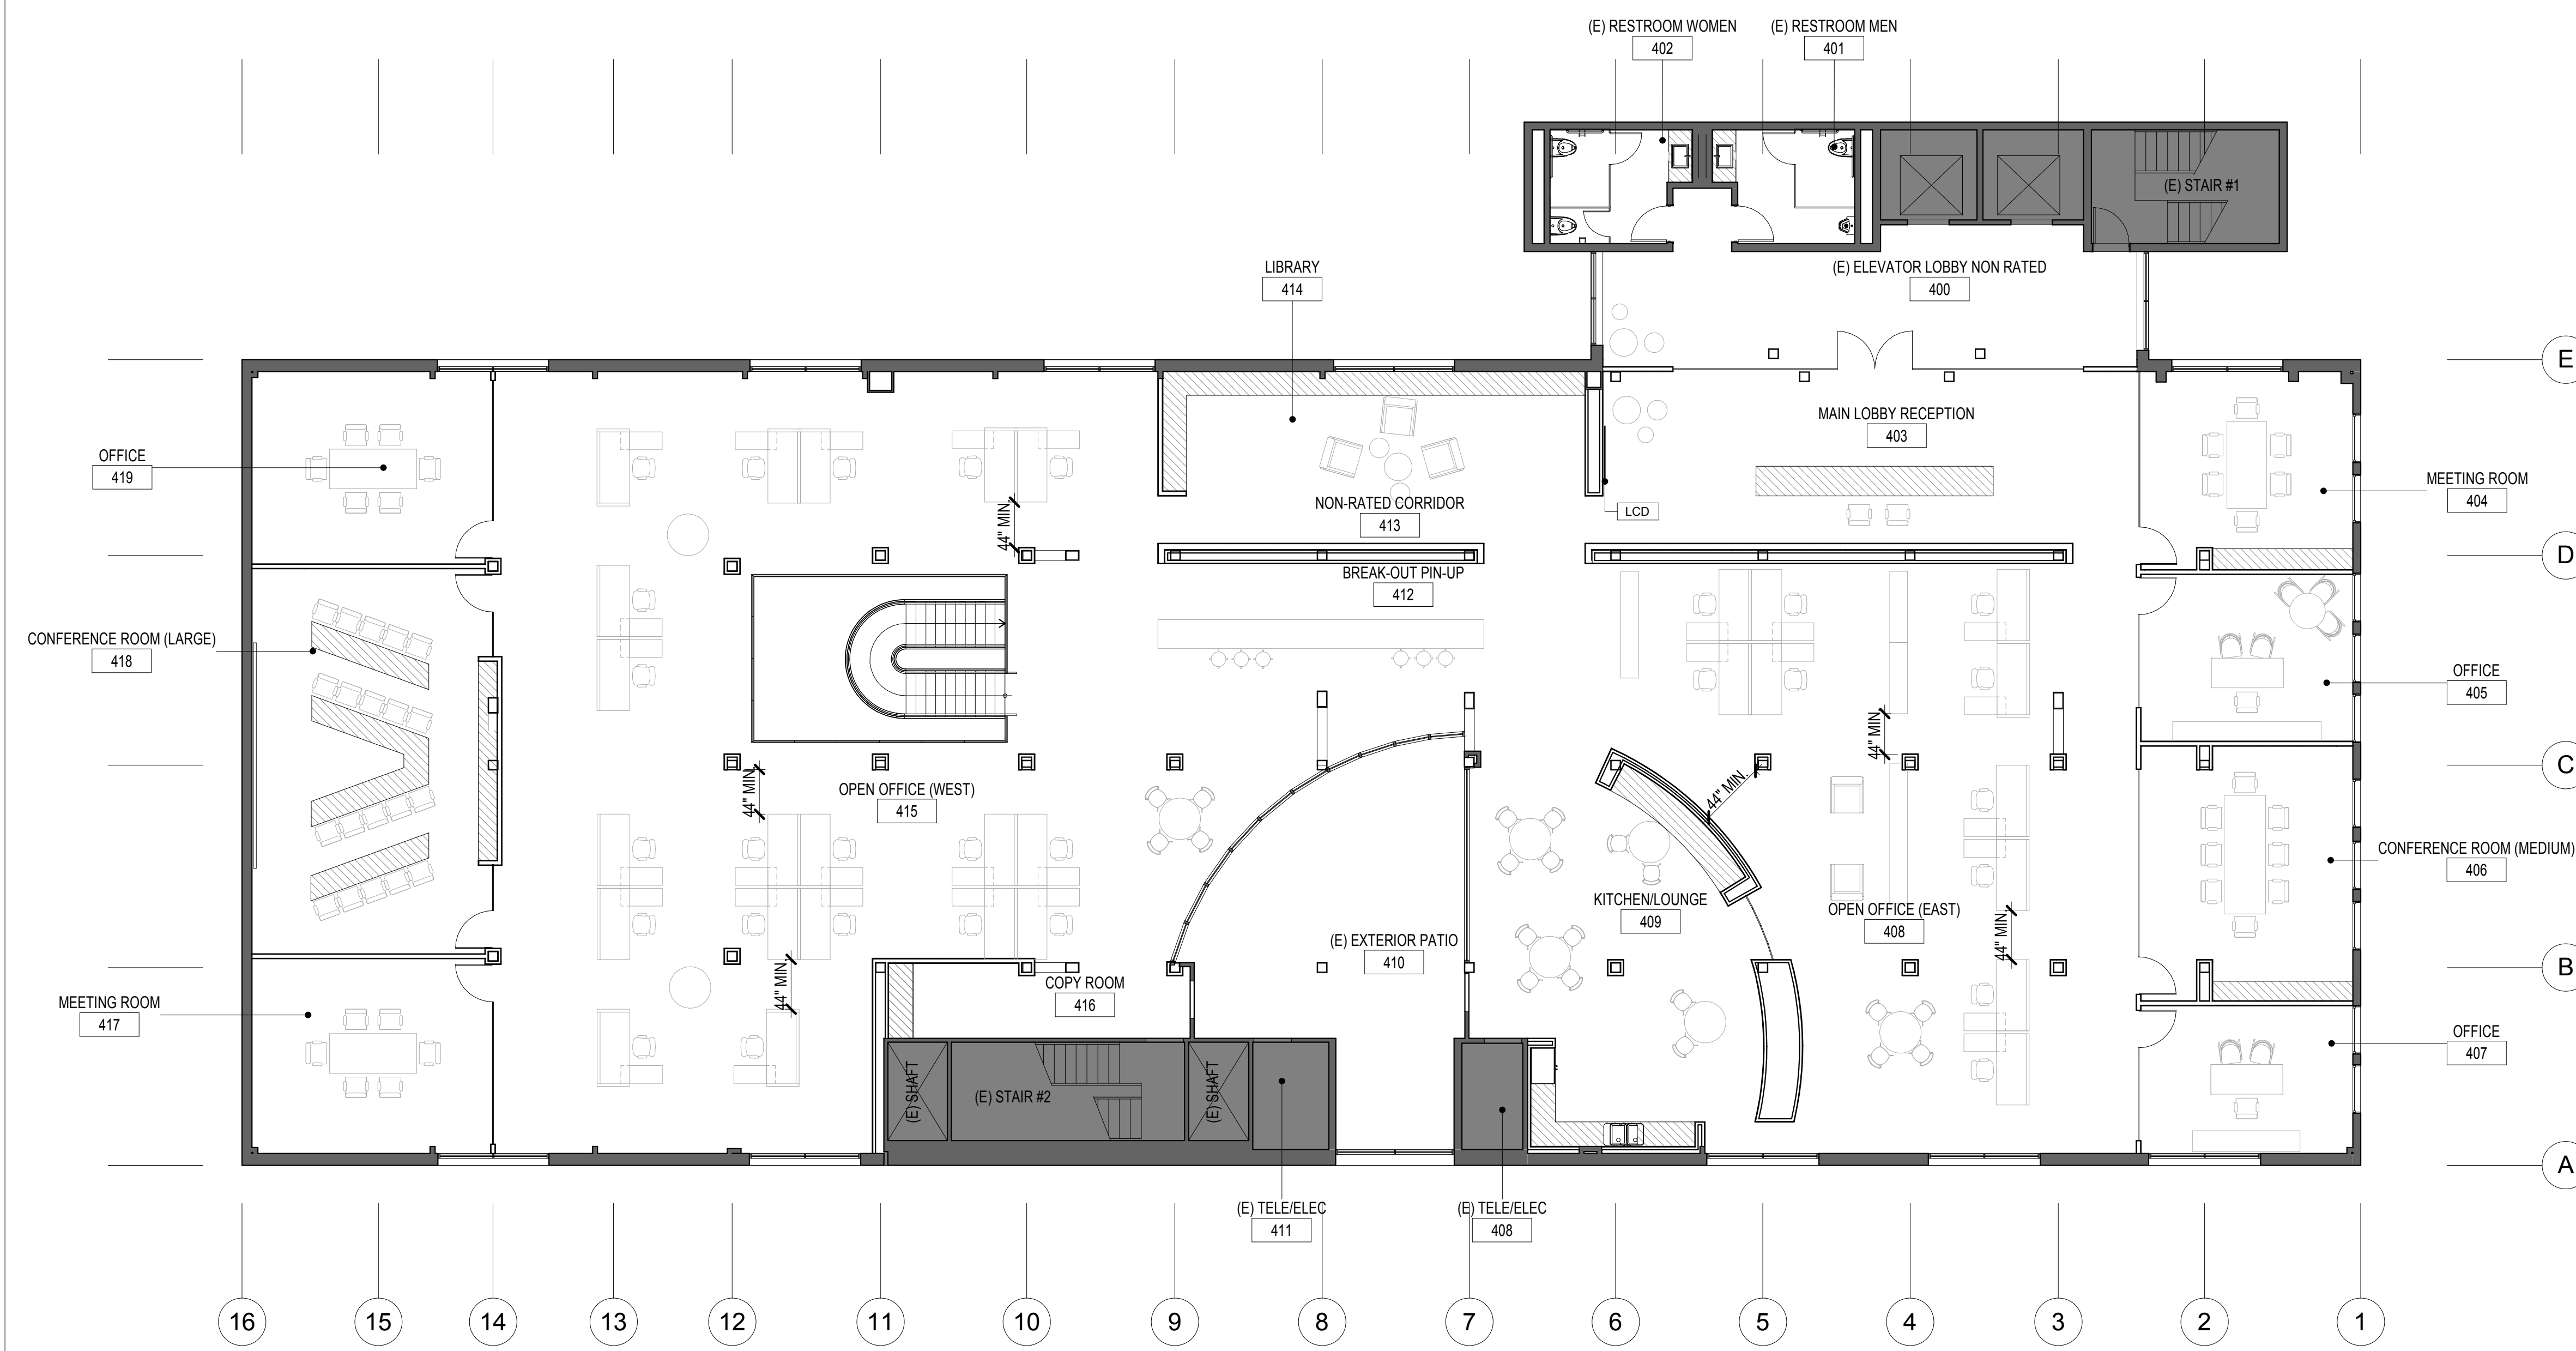 (E) RESTROOM WOMEN
402
(E) RESTROOM MEN
401
(E) STAIR #1
LIBRARY
414
(E) ELEVATOR LOBBY NON RATED
400
E
MAIN LOBBY RECEPTION
403
OFFICE
419
MEETING ROOM
404
NON-RATED CORRIDOR
413
LCD
44" MIN.
D
BREAK-OUT PIN-UP
412
CONFERENCE ROOM (LARGE)
418
OFFICE
405
44" MIN.
C
44" MIN.
44" MIN.
OPEN OFFICE (WEST)
415
CONFERENCE ROOM (MEDIUM)
406
KITCHEN/LOUNGE
409
OPEN OFFICE (EAST)
408
44" MIN.
(E) EXTERIOR PATIO
410
B
44" MIN.
COPY ROOM
416
MEETING ROOM
417
OFFICE
407
(E) SHAFT
(E) STAIR #2
(E) SHAFT
A
(E) TELE/ELEC
411
(E) TELE/ELEC
408
16
15
14
13
12
11
10
9
8
7
6
5
4
3
2
1